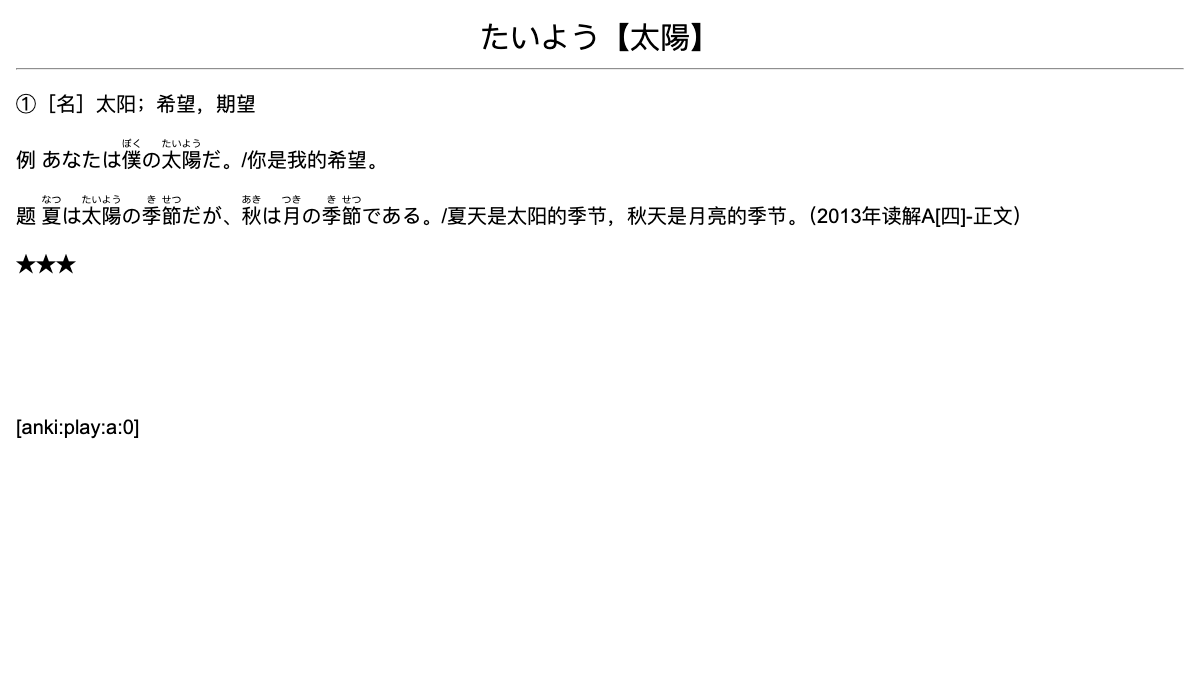 たいよう【太陽】
①［名］太阳；希望，期望
例 あなたは僕の太陽だ。/你是我的希望。
题 夏は太陽の季節だが、秋は月の季節である。/夏天是太阳的季节，秋天是月亮的季节。（2013年读解A[四]-正文）
★★★
[anki:play:a:0]